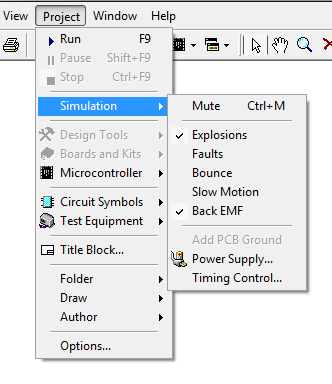 View Project Window Help
Run F9
Pause Shift+F9
Stop Ctrl+F9
Simulation
Design Tools
Boards and Kits
Microcontroller
Circuit Symbols
Test Equipment
Title Block...
Folder
Draw
Author
Options...
Mute Ctrl+M
Explosions
Faults
Bounce
Slow Motion
Back EMF
Add PCB Ground
Power Supply...
Timing Control...